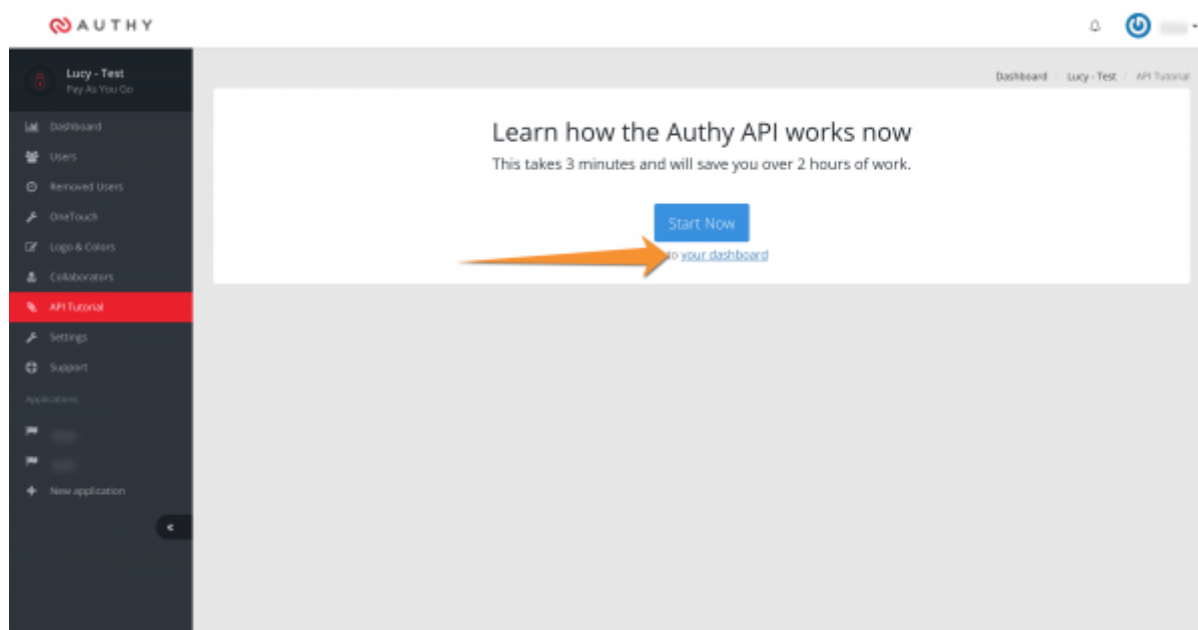 AUTHY
Lucy - Test
Pay As You Go
Dashboard
Users
Removed Users
OneTouch
Logo & Colors
Collaborators
API Tutorial
Settings
Support
Applications
New application
Dashboard / Lucy - Test / API Tutorial
Learn how the Authy API works now
This takes 3 minutes and will save you over 2 hours of work.
Start Now
to your dashboard